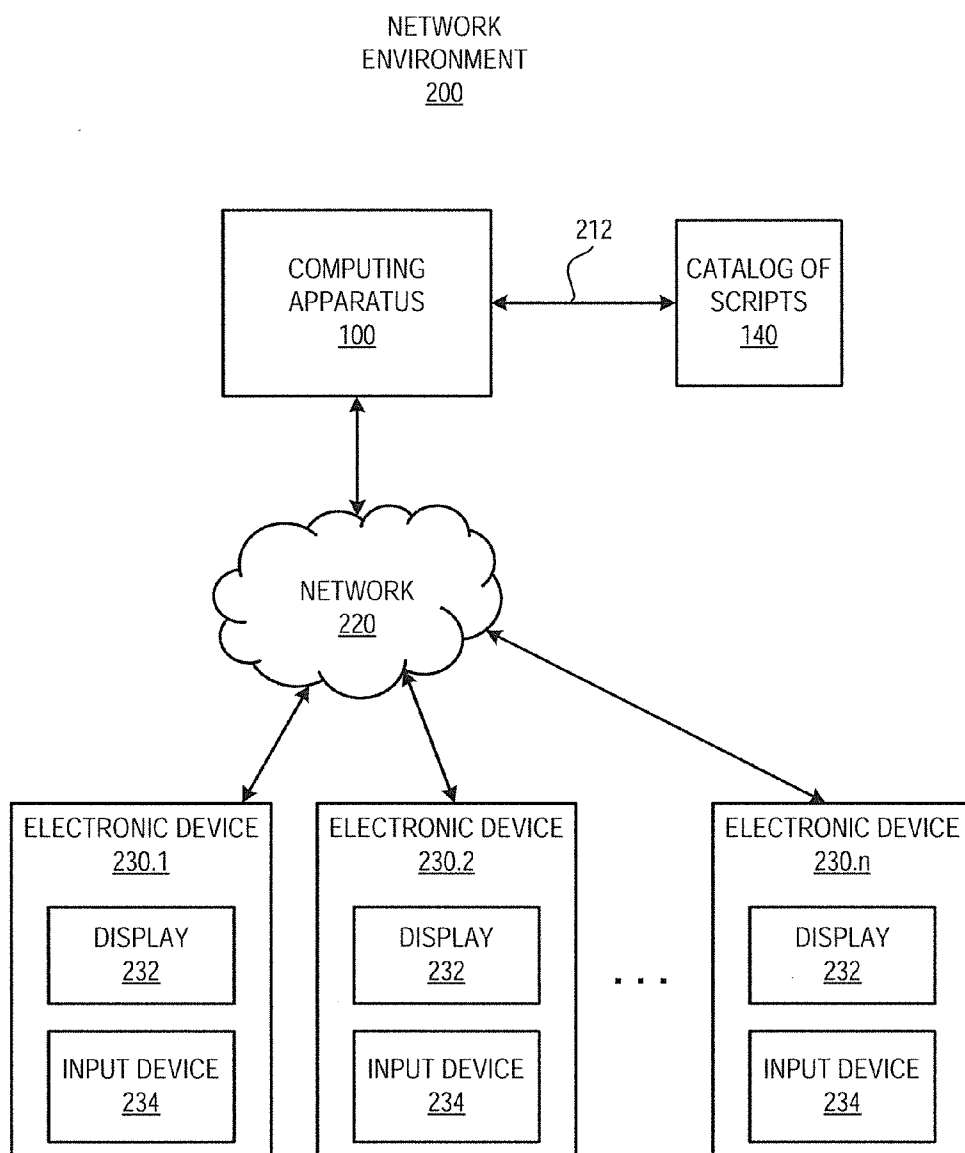 NETWORK
ENVIRONMENT
200
212
COMPUTING
APPARATUS
100
CATALOG OF
SCRIPTS
140
NETWORK
220
ELECTRONIC DEVICE
230.1
DISPLAY
232
INPUT DEVICE
234
ELECTRONIC DEVICE
230.2
DISPLAY
232
INPUT DEVICE
234
. . .
ELECTRONIC DEVICE
230.n
DISPLAY
232
INPUT DEVICE
234